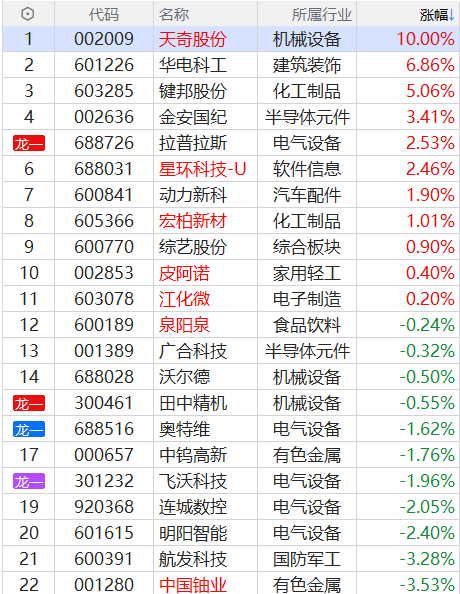 代码 名称 所属行业 涨幅↓
1 002009 天奇股份 机械设备 10.00%
2 601226 华电科工 建筑装饰 6.86%
3 603285 键邦股份 化工制品 5.06%
4 002636 金安国纪 半导体元件 3.41%
龙一 688726 拉普拉斯 电气设备 2.53%
6 688031 星环科技-U 软件信息 2.46%
7 600841 动力新科 汽车配件 1.90%
8 605366 宏柏新材 化工制品 1.01%
9 600770 综艺股份 综合板块 0.90%
10 002853 皮阿诺 家用轻工 0.40%
11 603078 江化微 电子制造 0.20%
12 600189 泉阳泉 食品饮料 -0.24%
13 001389 广合科技 半导体元件 -0.32%
14 688028 沃尔德 机械设备 -0.50%
龙一 300461 田中精机 机械设备 -0.55%
龙一 688516 奥特维 电气设备 -1.62%
17 000657 中钨高新 有色金属 -1.76%
龙一 301232 飞沃科技 电气设备 -1.96%
19 920368 连城数控 电气设备 -2.05%
20 601615 明阳智能 电气设备 -2.40%
21 600391 航发科技 国防军工 -3.28%
22 001280 中国铀业 有色金属 -3.53%